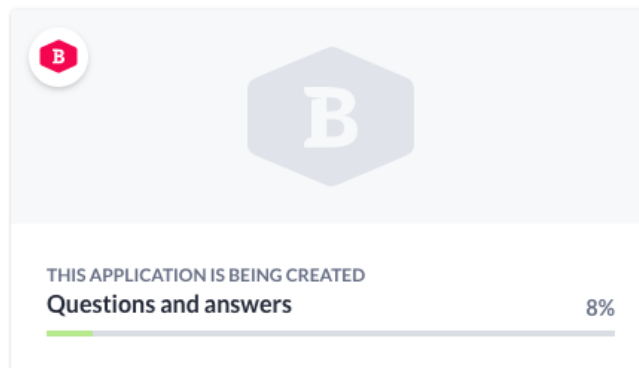 B
B
THIS APPLICATION IS BEING CREATED
Questions and answers
8%